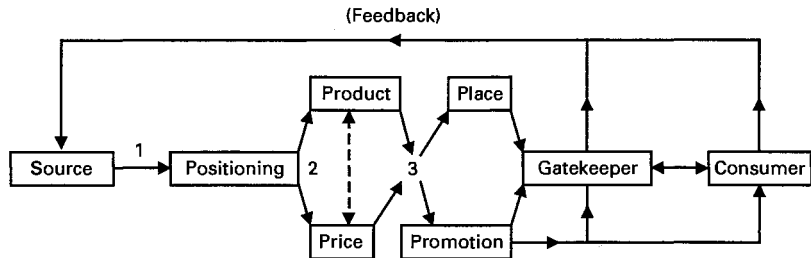 (Feedback)
Product
Place
1
Source
Positioning
2
3
Gatekeeper
Consumer
Price
Promotion